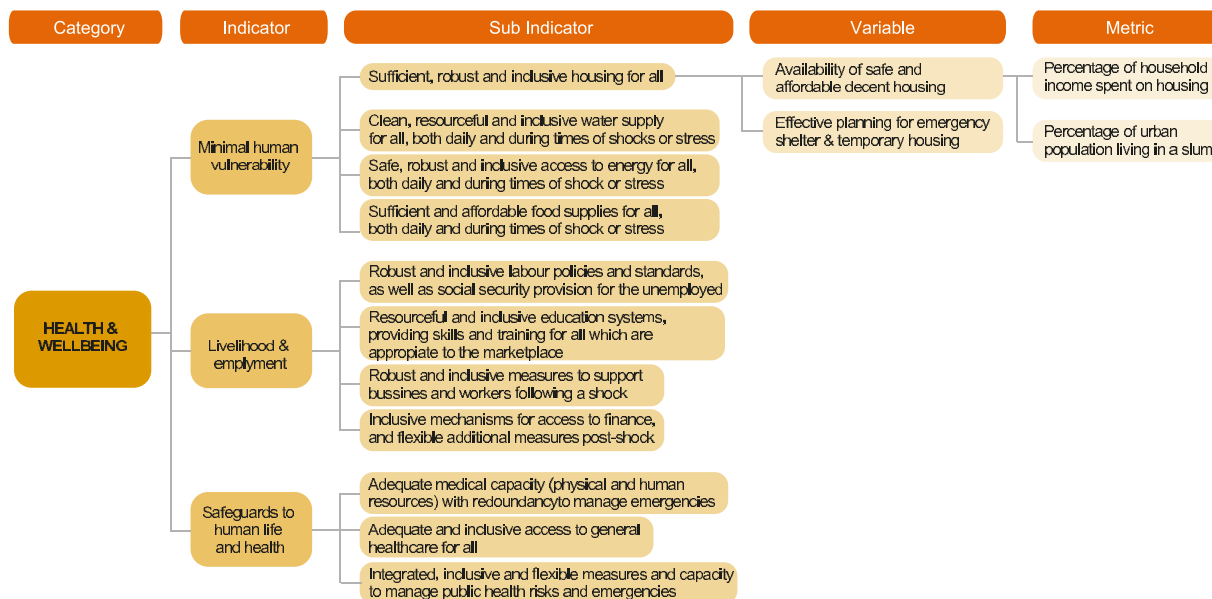 Category
Indicator
Sub Indicator
Variable
Metric
HEALTH &
WELLBEING
Minimal human
vulnerability
Sufficient, robust and inclusive housing for all
Availability of safe and
affordable decent housing
Percentage of household
income spent on housing
Effective planning for emergency
shelter & temporary housing
Percentage of urban
population living in a slum
Clean, resourceful and inclusive water supply
for all, both daily and during times of shocks or stress
Safe, robust and inclusive access to energy for all,
both daily and during times of shock or stress
Sufficient and affordable food supplies for all,
both daily and during times of shock or stress
Livelihood &
emplyment
Robust and inclusive labour policies and standards,
as well as social security provision for the unemployed
Resourceful and inclusive education systems,
providing skills and training for all which are
appropiate to the marketplace
Robust and inclusive measures to support
bussines and workers following a shock
Inclusive mechanisms for access to finance,
and flexible additional measures post-shock
Safeguards to
human life
and health
Adequate medical capacity (physical and human
resources) with redoundancyto manage emergencies
Adequate and inclusive access to general
healthcare for all
Integrated, inclusive and flexible measures and capacity
to manage public health risks and emergencies